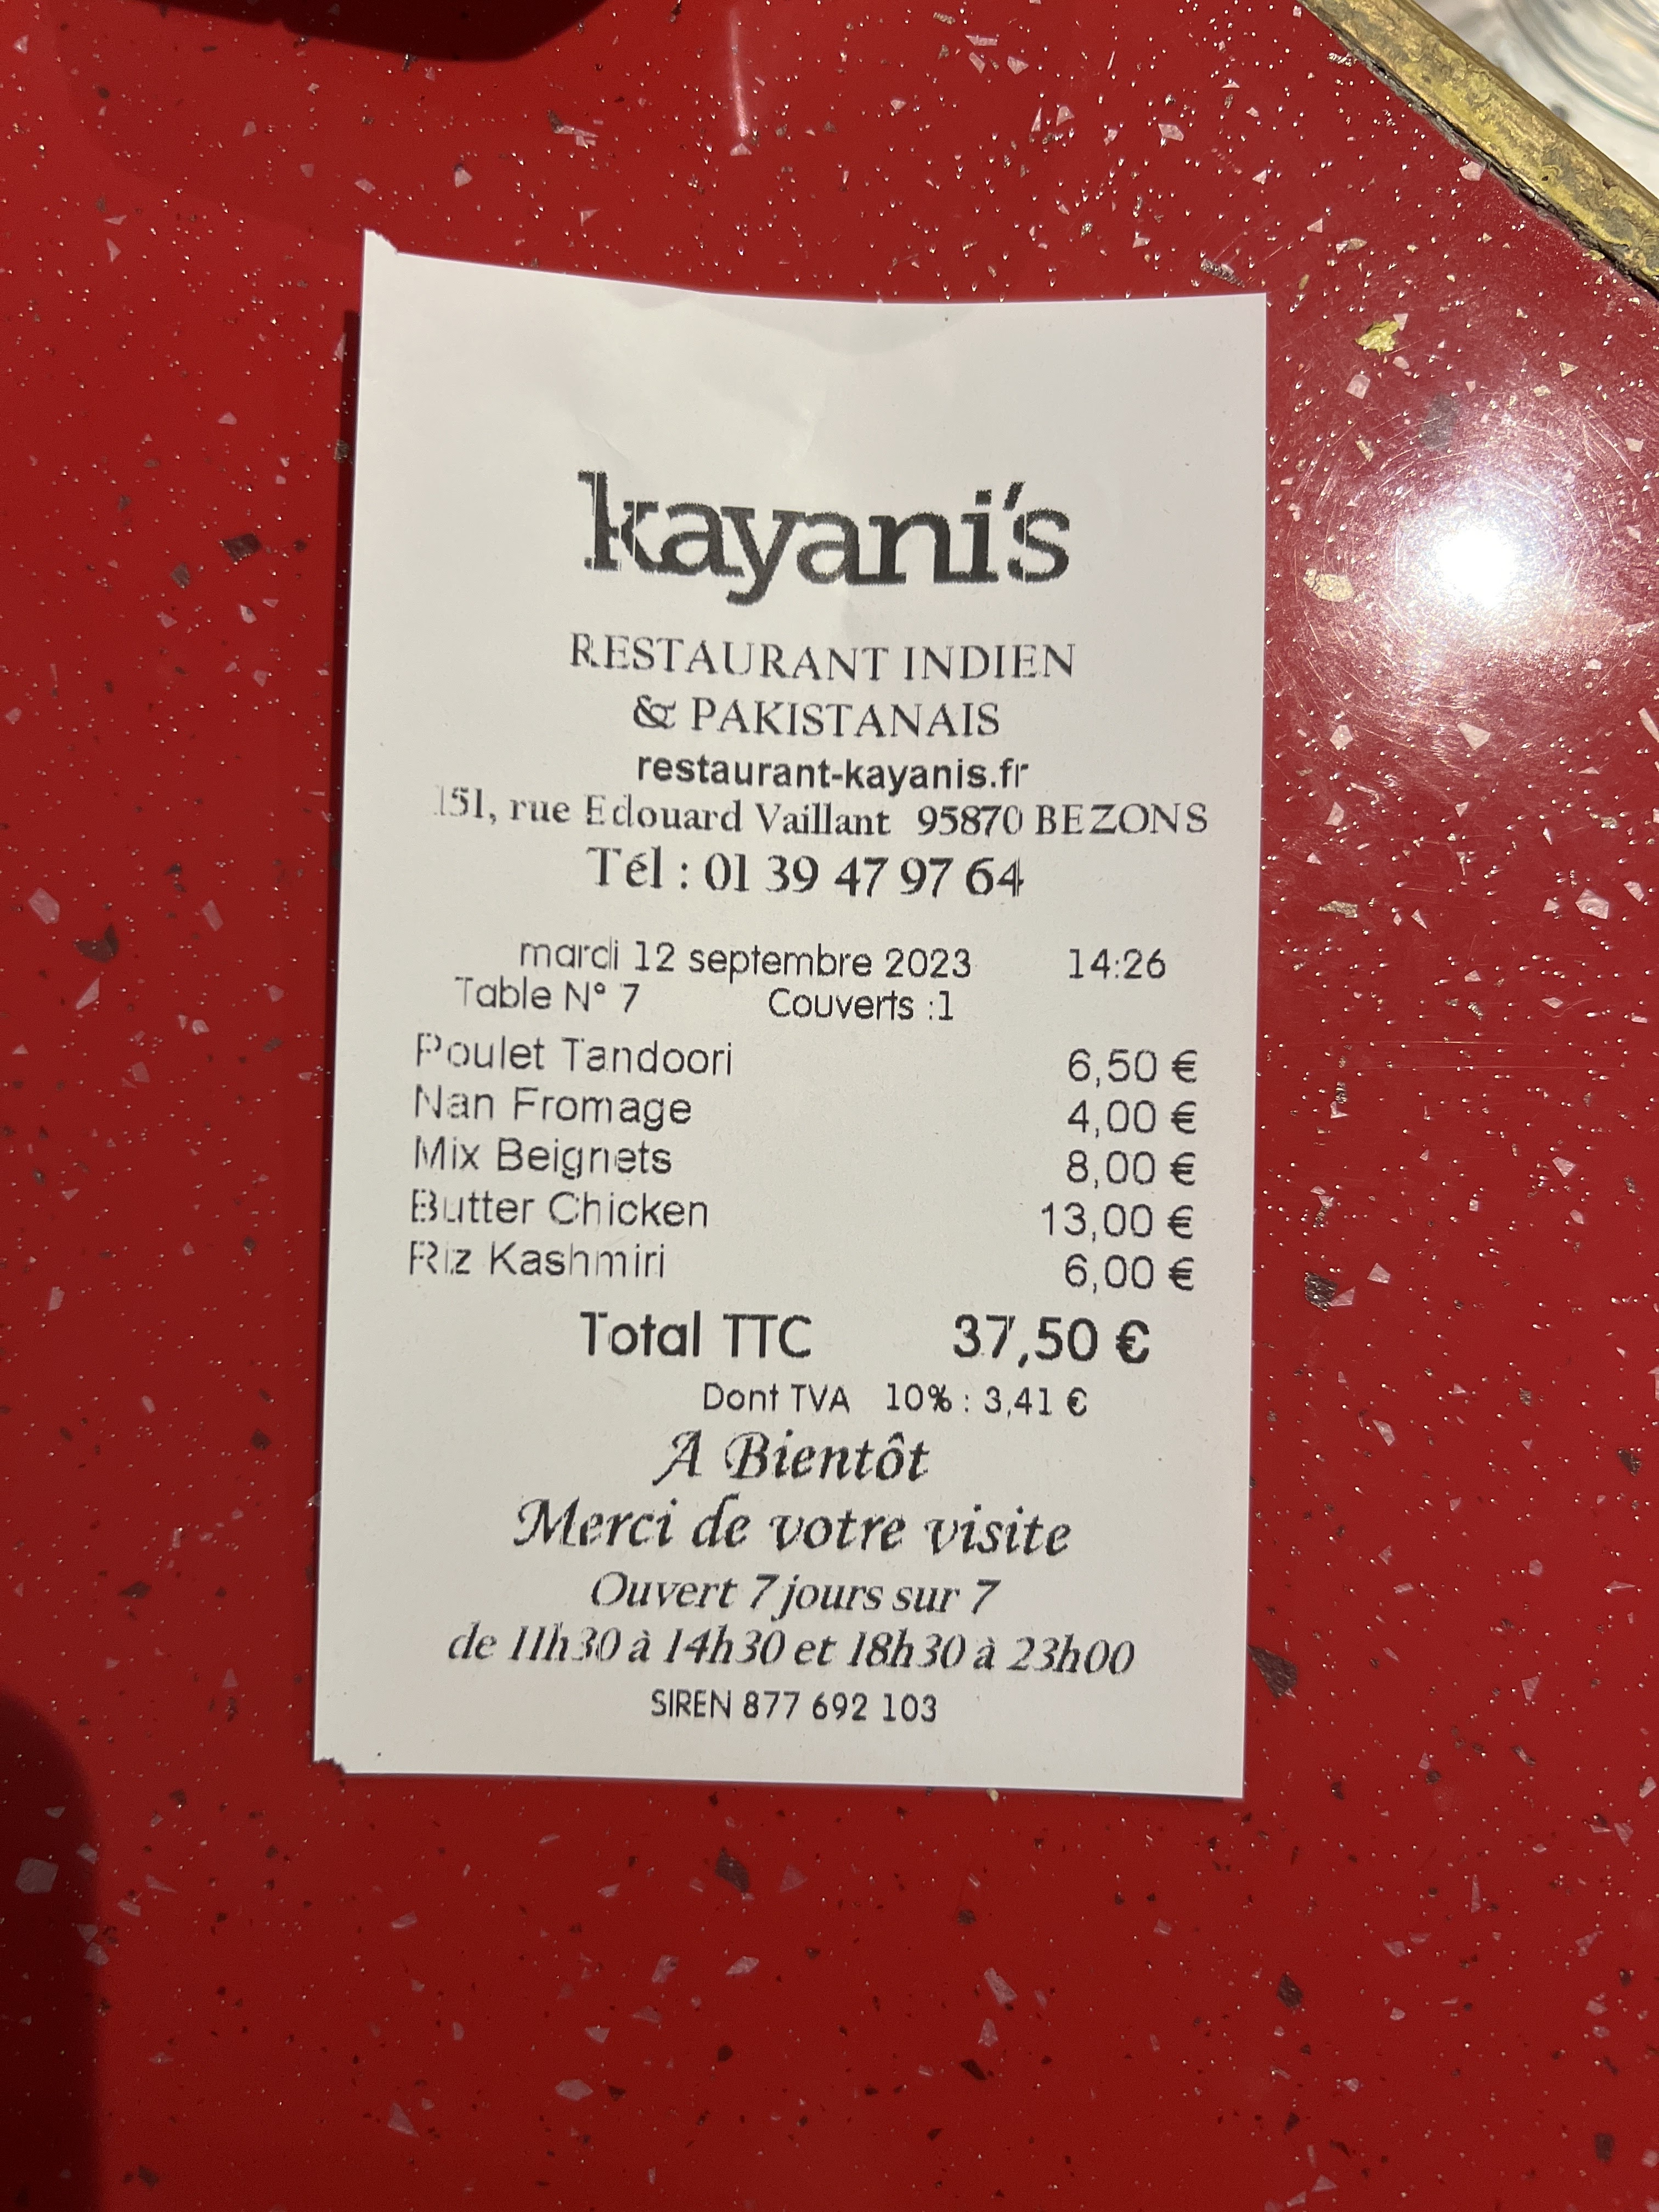 kayani's
RESTAURANT INDIEN
& PAKISTANAIS
restaurant-kayanis.fr
151, rue Edouard Vaillant 95870 BEZONS
Tél : 01 39 47 97 64
mardi 12 septembre 2023 14:26
Table N° 7 Couverts :1
Poulet Tandoori 6,50 €
Nan Fromage 4,00 €
Mix Beignets 8,00 €
Butter Chicken 13,00 €
Riz Kashmiri 6,00 €
Total TTC 37,50 €
Dont TVA 10% : 3,41 €
A Bientôt
Merci de votre visite
Ouvert 7 jours sur 7
de 11h30 à 14h30 et 18h30 à 23h00
SIREN 877 692 103